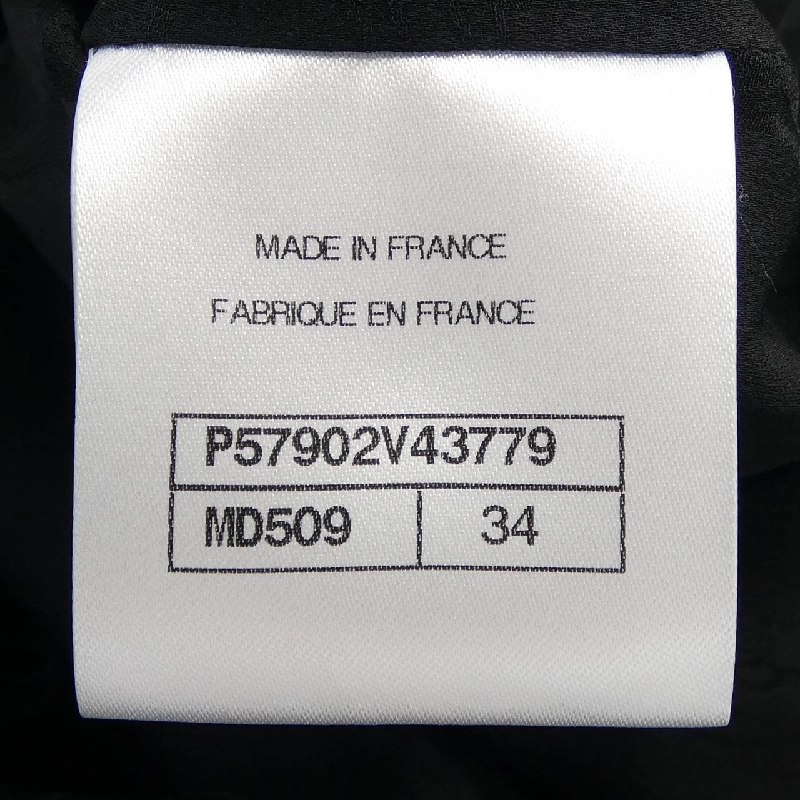 MADE IN FRANCE
FABRIQUE EN FRANCE
P57902V43779
MD509 34